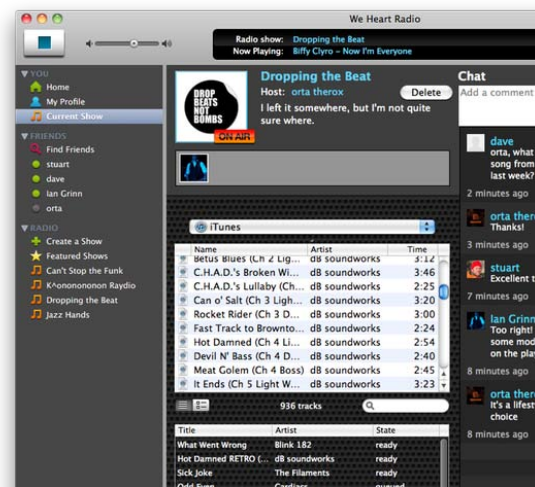 We Heart Radio
Radio show: Dropping the Beat
Now Playing: Biffy Clyro – Now I'm Everyone
YOU
Home
My Profile
Current Show
FRIENDS
Find Friends
stuart
dave
Ian Grinn
orta
RADIO
Create a Show
Featured Shows
Can't Stop the Funk
K^onononononon Raydio
Dropping the Beat
Jazz Hands
DROP
BEATS
NOT
BOMBS
ON AIR
Dropping the Beat
Host: orta therox
Delete
I left it somewhere, but I'm not quite
sure where.
iTunes
Name Artist Time
Betus Blues (Ch 2 Lig... dB soundworks 3:12
C.H.A.D.'s Broken Wi... dB soundworks 3:46
C.H.A.D.'s Lullaby (Ch... dB soundworks 2:25
Can o' Salt (Ch 3 Ligh... dB soundworks 3:20
Rocket Rider (Ch 3 D... dB soundworks 3:00
Fast Track to Brownto... dB soundworks 2:24
Hot Damned (Ch 4 Li... dB soundworks 2:54
Devil N' Bass (Ch 4 D... dB soundworks 2:40
Meat Golem (Ch 4 Boss) dB soundworks 2:45
It Ends (Ch 5 Light W... dB soundworks 3:23
936 tracks
Title Artist State
What Went Wrong Blink 182 ready
Hot Damned RETRO (... dB soundworks ready
Sick Joke The Filaments ready
Odd Even Cardiacs queued
Chat
Add a comment
dave
orta, what
song from
last week?
2 minutes ago
orta there
Thanks!
3 minutes ago
stuart
Excellent t
7 minutes ago
Ian Grinn
Too right!
some mod
on the play
8 minutes ago
orta there
It's a lifest
choice
8 minutes ago